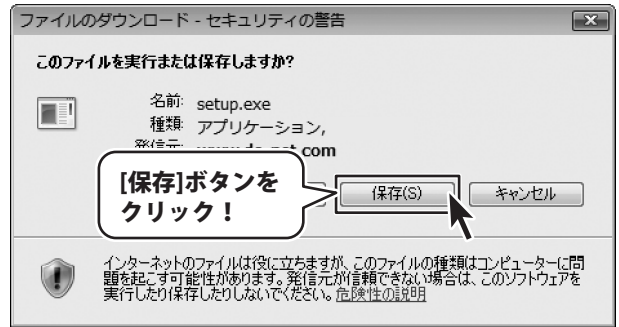 ファイルのダウンロード - セキュリティの警告
このファイルを実行または保存しますか?
名前: setup.exe
種類: アプリケーション,
発信元:
[保存]ボタンを
クリック！
保存(S)
キャンセル
インターネットのファイルは役に立ちますが、このファイルの種類はコンピューターに問
題を起こす可能性があります。発信元が信頼できない場合は、このソフトウェアを
実行したり保存したりしないでください。危険性の説明